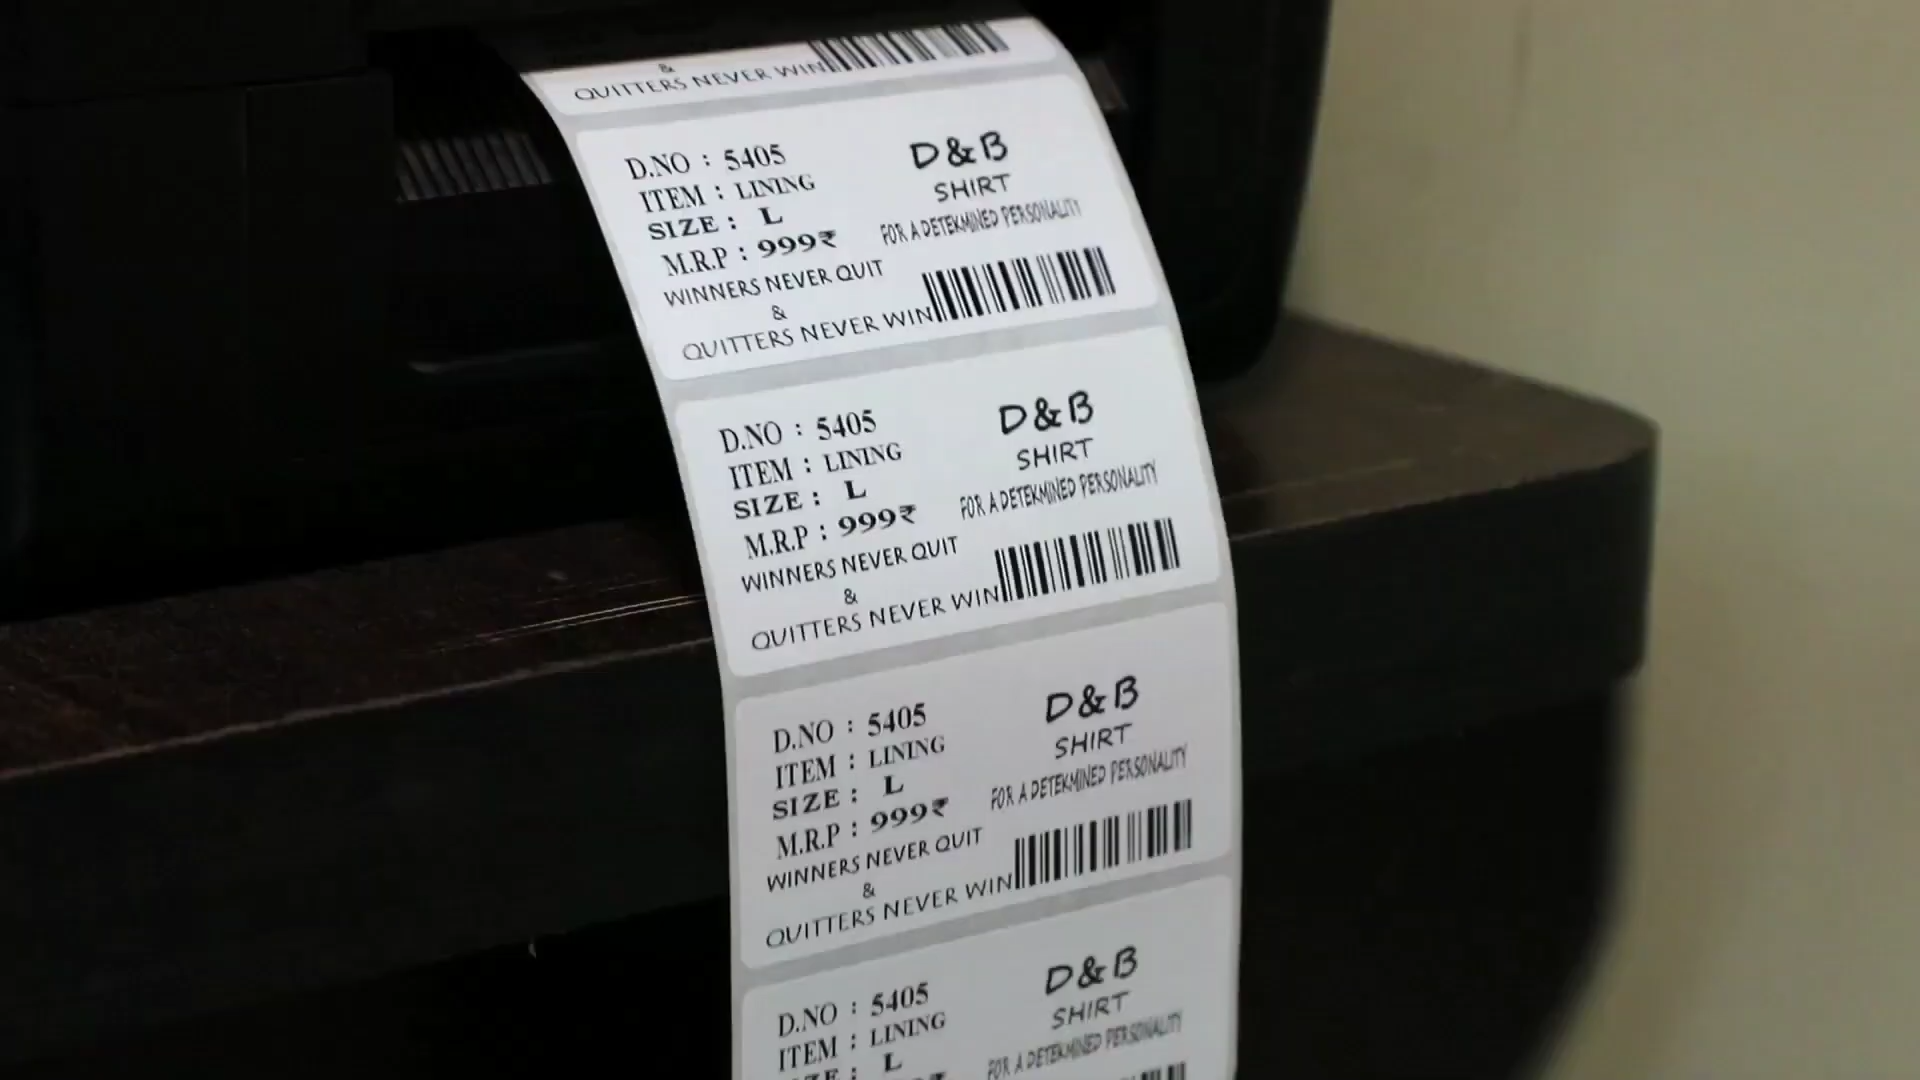 &
QUITTERS NEVER WIN
D.NO : 5405
ITEM : LINING
SIZE : L
M.R.P : 999₹
WINNERS NEVER QUIT
&
QUITTERS NEVER WIN
D&B
SHIRT
FOR A DETEKMINED PERSONALITY
D.NO : 5405
ITEM : LINING
SIZE : L
M.R.P : 999₹
WINNERS NEVER QUIT
&
QUITTERS NEVER WIN
D&B
SHIRT
FOR A DETEKMINED PERSONALITY
D.NO : 5405
ITEM : LINING
SIZE : L
M.R.P : 999₹
WINNERS NEVER QUIT
&
QUITTERS NEVER WIN
D&B
SHIRT
FOR A DETEKMINED PERSONALITY
D.NO : 5405
ITEM : LINING
L
D&B
SHIRT
FOR A DETEKMINED PERSONALITY